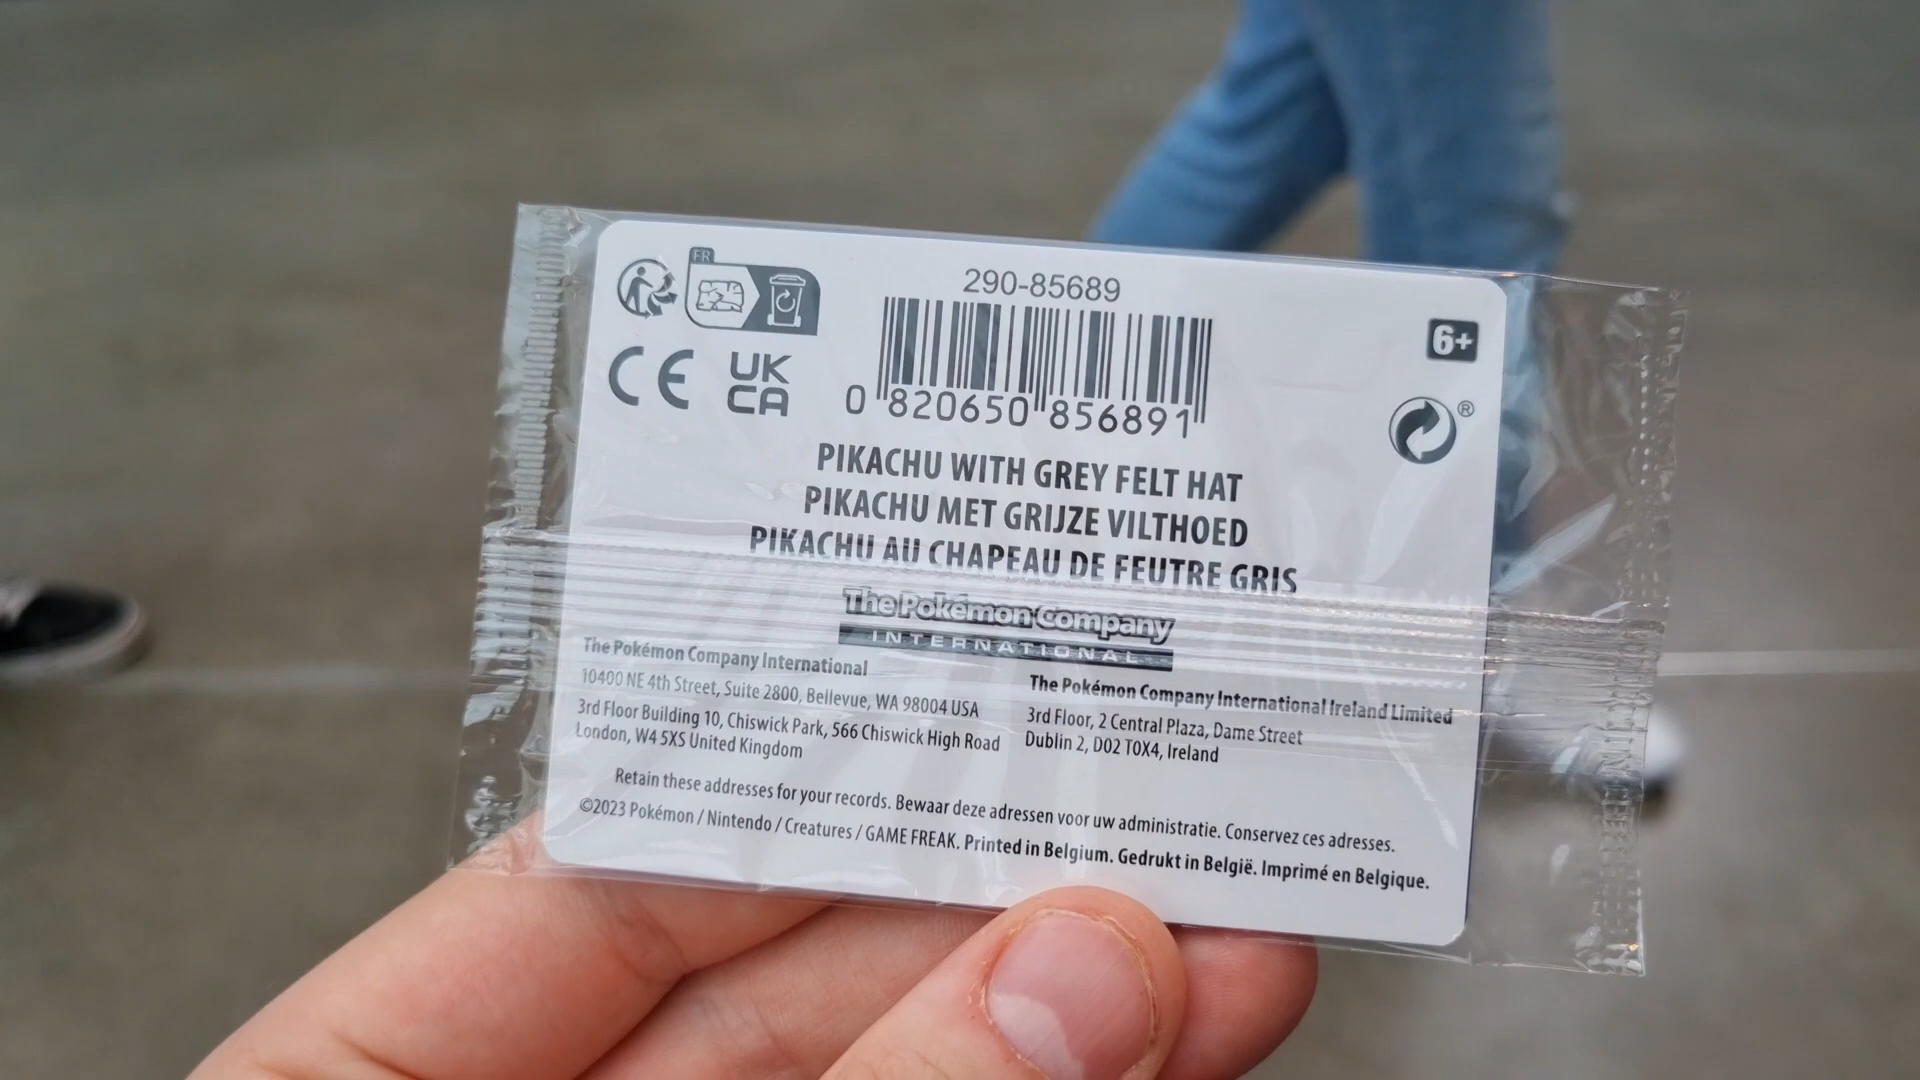 FR
290-85689
6+
CE
UK
CA
0 820650 856891
®
PIKACHU WITH GREY FELT HAT
PIKACHU MET GRIJZE VILTHOED
PIKACHU AU CHAPEAU DE FEUTRE GRIS
The Pokémon Company
INTERNATIONAL
The Pokémon Company International
10400 NE 4th Street, Suite 2800, Bellevue, WA 98004 USA
3rd Floor Building 10, Chiswick Park, 566 Chiswick High Road
London, W4 5XS United Kingdom
The Pokémon Company International Ireland Limited
3rd Floor, 2 Central Plaza, Dame Street
Dublin 2, D02 T0X4, Ireland
Retain these addresses for your records. Bewaar deze adressen voor uw administratie. Conservez ces adresses.
©2023 Pokémon / Nintendo / Creatures / GAME FREAK. Printed in Belgium. Gedrukt in België. Imprimé en Belgique.